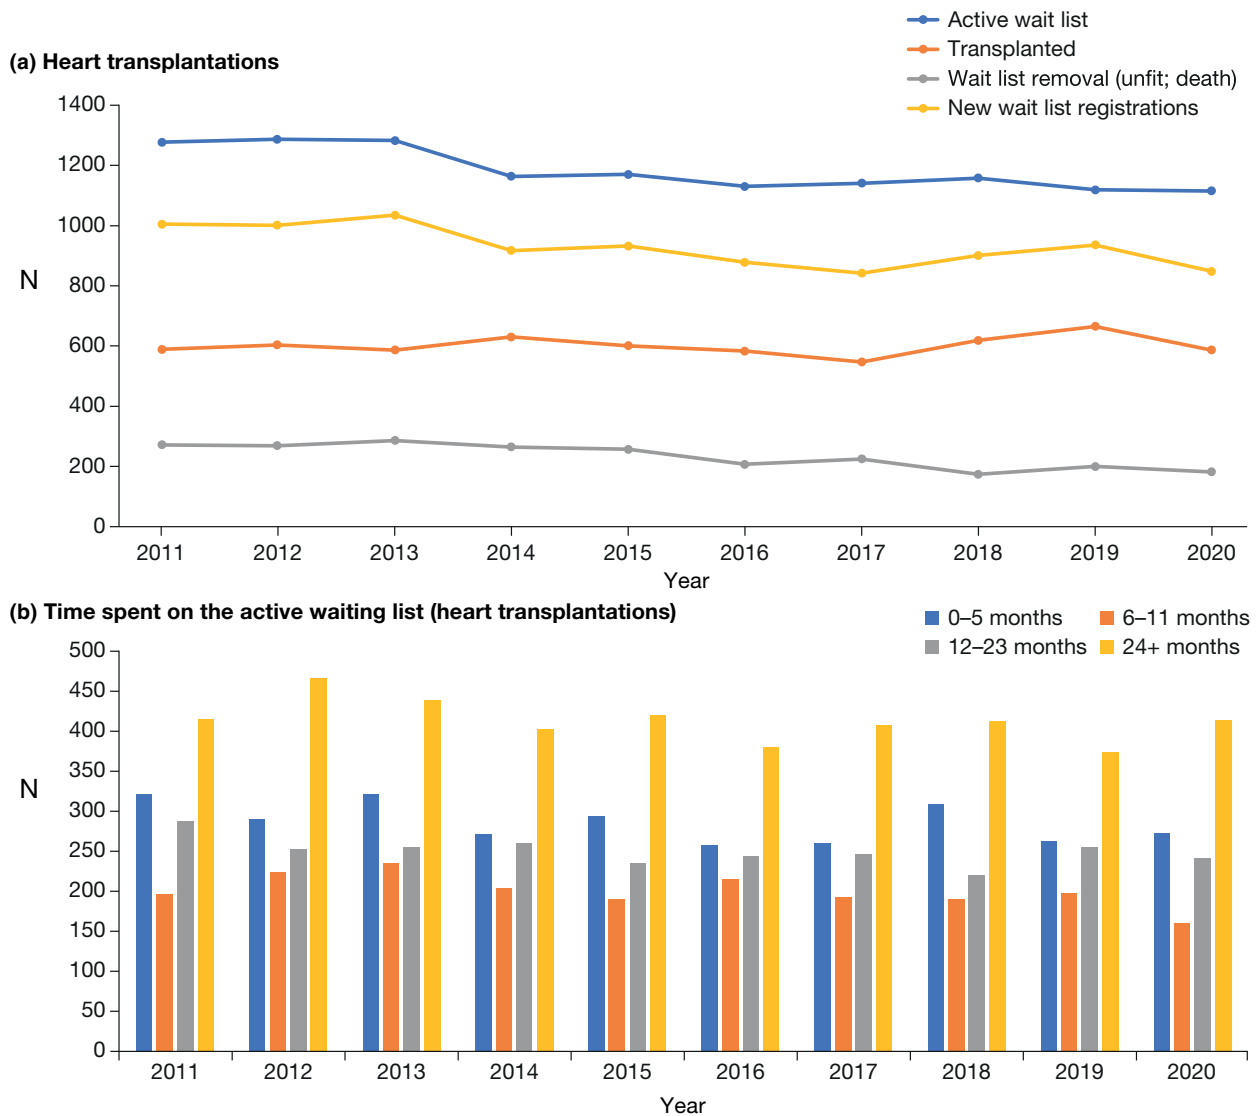 Active wait list
Transplanted
(a) Heart transplantations
Wait list removal (unfit; death)
New wait list registrations
1400
1200
1000
N
800
600
400
200
0
2011 2012 2013 2014 2015 2016 2017 2018 2019 2020
Year
(b) Time spent on the active waiting list (heart transplantations)
0–5 months 6–11 months
12–23 months 24+ months
500
450
400
350
N
300
250
200
150
100
50
0
2011 2012 2013 2014 2015 2016 2017 2018 2019 2020
Year